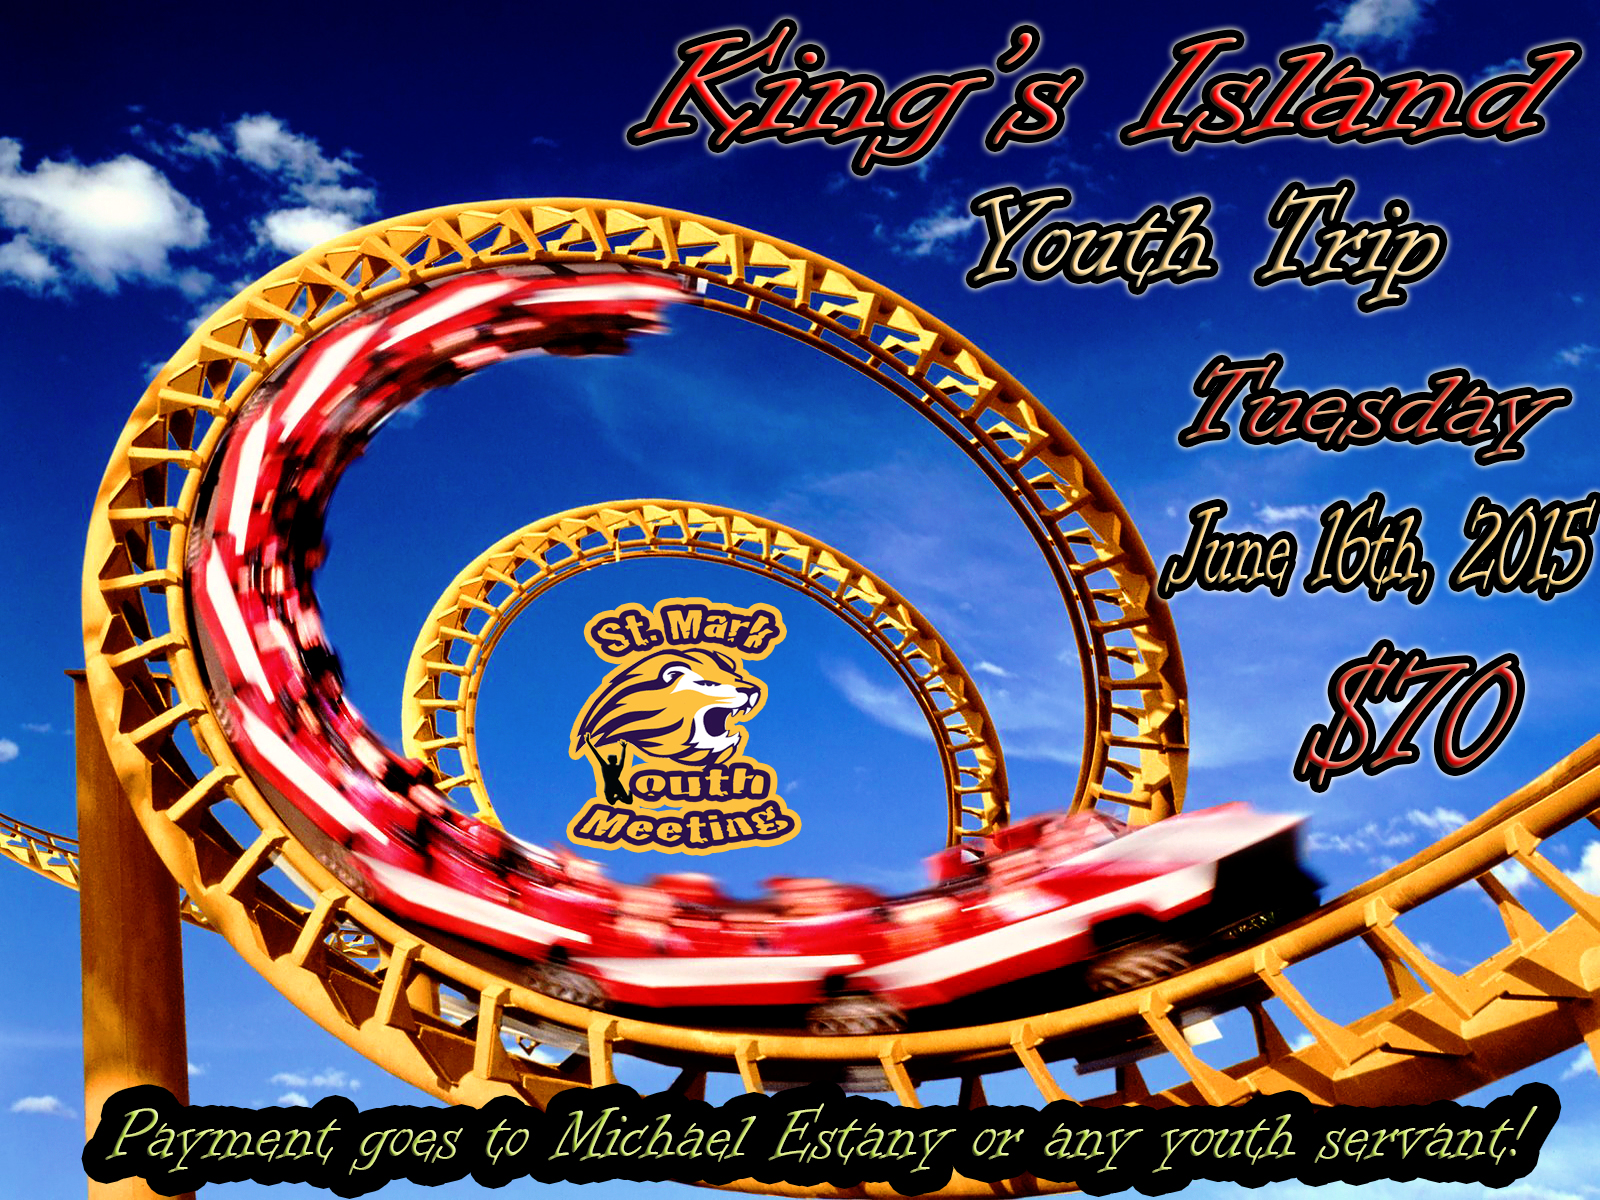 King's Island
Youth Trip
Tuesday
June 16th, 2015
$70
St. Mark
Youth
Meeting
Payment goes to Michael Estany or any youth servant!